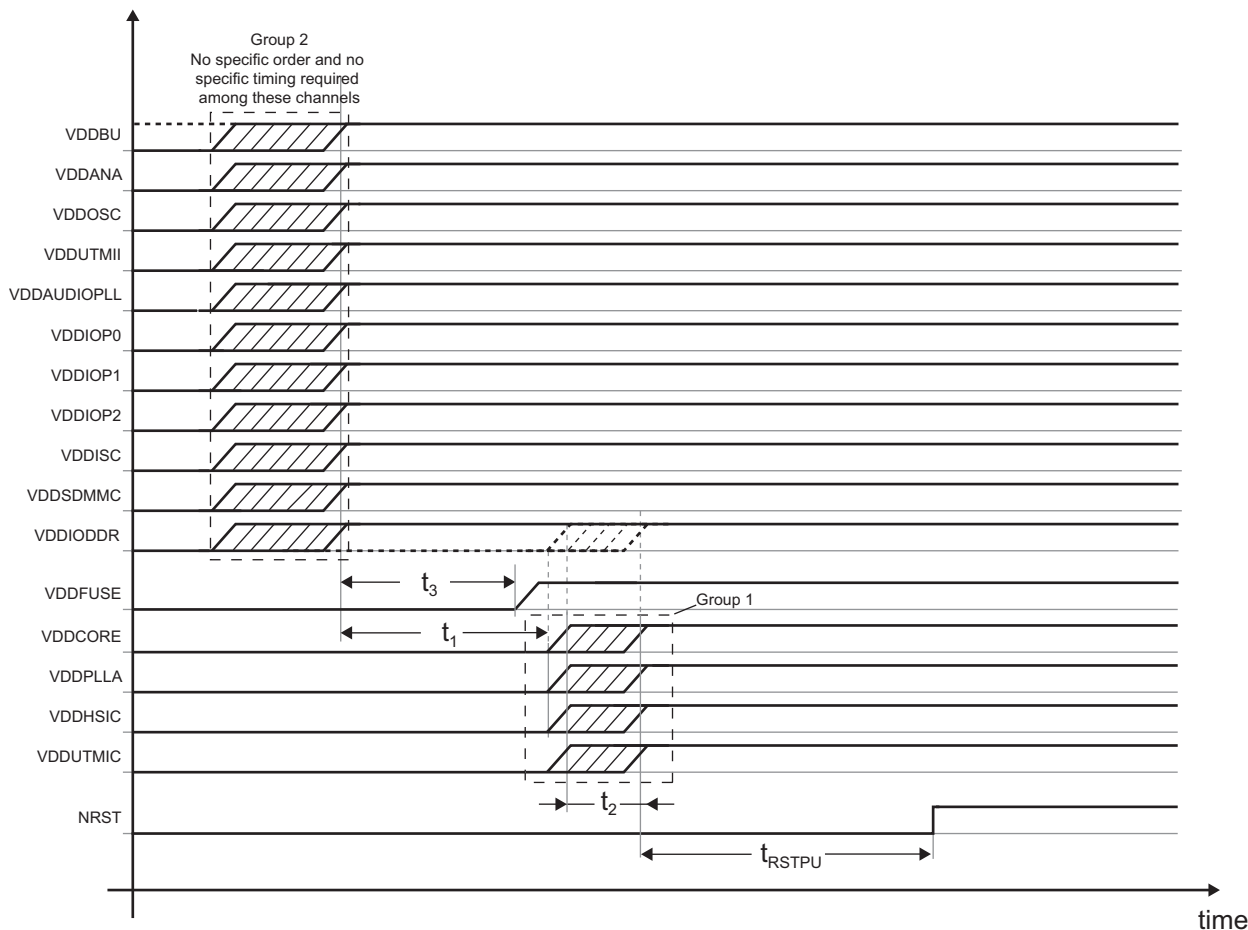 Group 2
No specific order and no
specific timing required
among these channels
VDDBU
VDDANA
VDDOSC
VDDUTMII
VDDAUDIOPLL
VDDIOP0
VDDIOP1
VDDIOP2
VDDISC
VDDSDMMC
VDDIODDR
t3
VDDFUSE
Group 1
VDDCORE
t1
VDDPLLA
VDDHSIC
VDDUTMIC
t2
NRST
tRSTPU
time